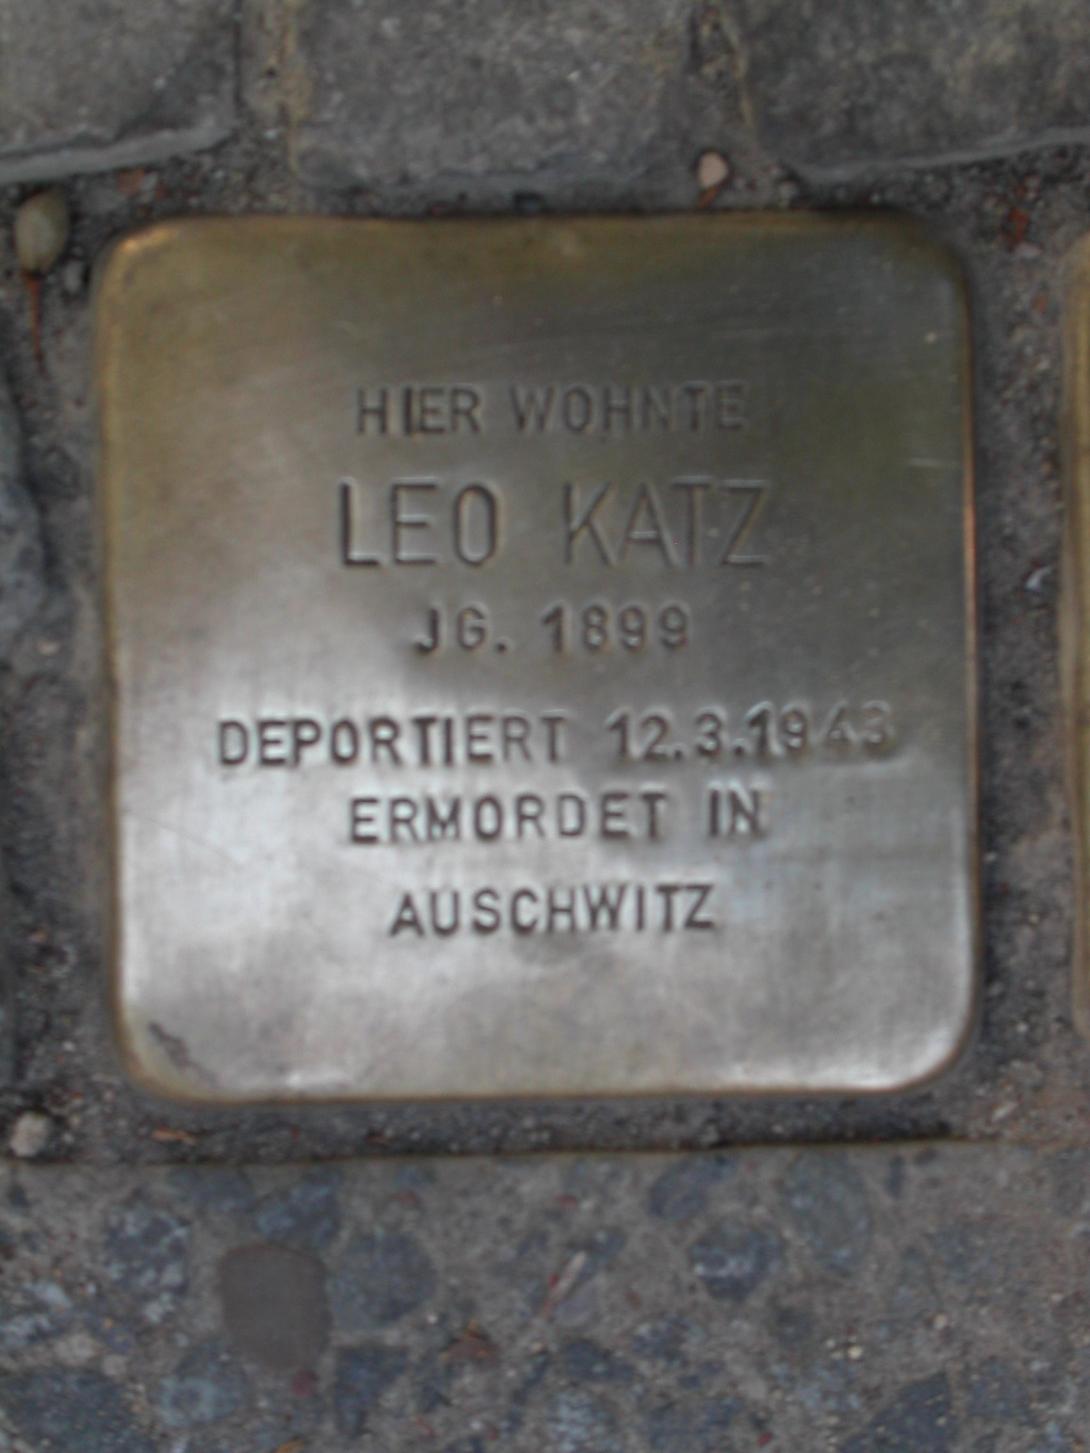 HIER WOHNTE
LEO KATZ
JG. 1899
DEPORTIERT 12.3.1943
ERMORDET IN
AUSCHWITZ